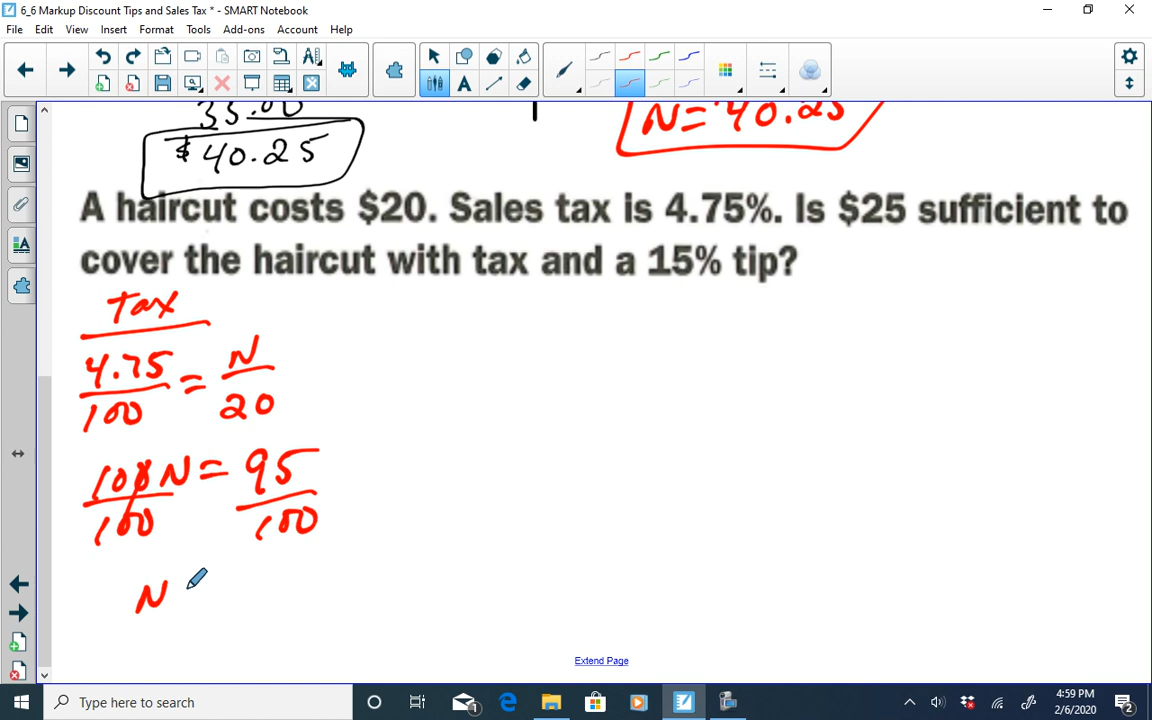 6_6 Markup Discount Tips and Sales Tax * - SMART Notebook
File Edit View Insert Format Tools Add-ons Account Help
35.00
$40.25
N = 40.25
A haircut costs $20. Sales tax is 4.75%. Is $25 sufficient to
cover the haircut with tax and a 15% tip?
Tax
4.75/100 = N/20
100N/100 = 95/100
N
Extend Page
Type here to search
4:59 PM
2/6/2020
1
2